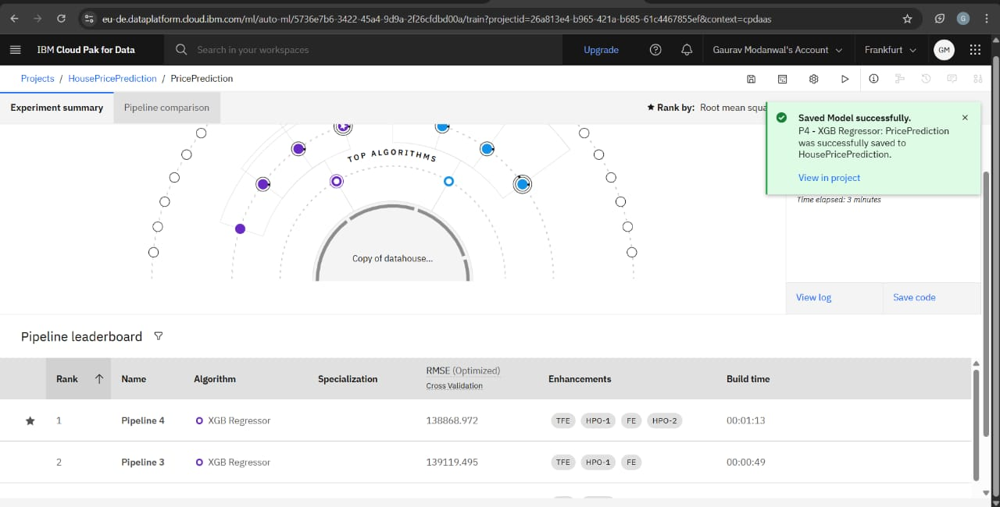 eu-de.dataplatform.cloud.ibm.com/ml/auto-ml/5736e7b6-3422-45a4-9d9a-2f26cfdbd00a/train?projectid=26a813e4-b965-421a-b685-61c4467855ef&context=cpdaas
G
IBM Cloud Pak for Data
Search in your workspaces
Upgrade
Gaurav Modanwal's Account
Frankfurt
GM
Projects / HousePricePrediction / PricePrediction
Experiment summary
Pipeline comparison
★ Rank by: Root mean squa
Saved Model successfully.
P4 - XGB Regressor: PricePrediction
was successfully saved to
HousePricePrediction.
View in project
Time elapsed: 3 minutes
TOP ALGORITHMS
Copy of datahouse...
View log
Save code
Pipeline leaderboard
Rank ↑ Name Algorithm Specialization RMSE (Optimized) Enhancements Build time
Cross Validation
★ 1 Pipeline 4 XGB Regressor 138868.972 TFE HPO-1 FE HPO-2 00:01:13
2 Pipeline 3 XGB Regressor 139119.495 TFE HPO-1 FE 00:00:49